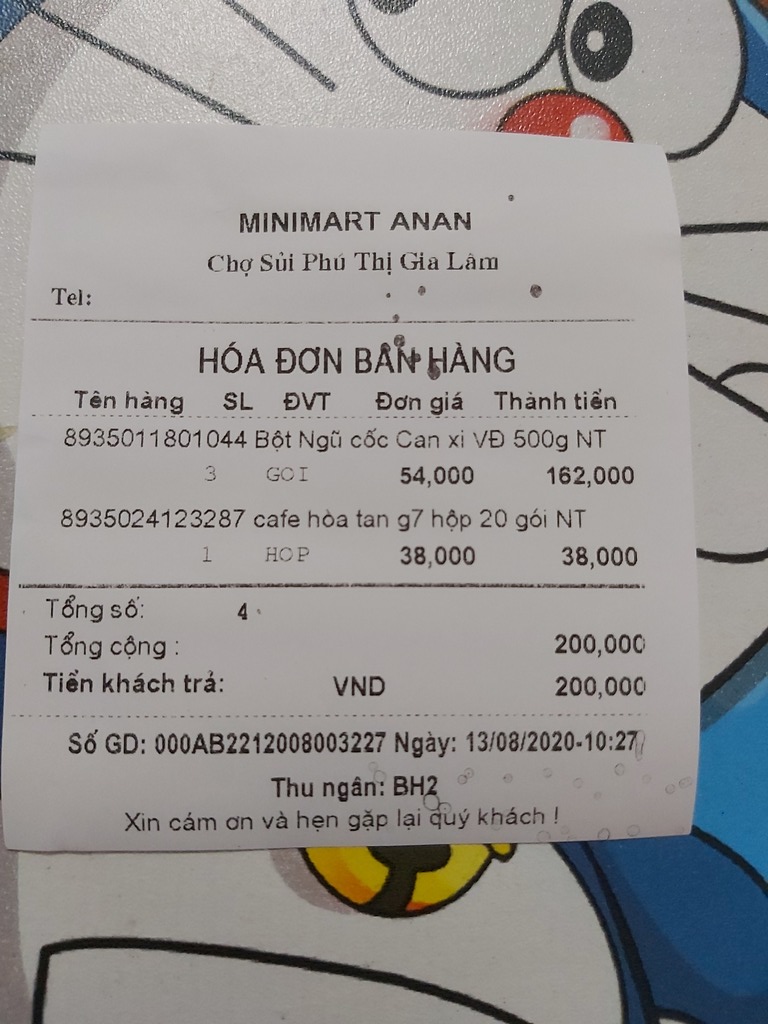 MINIMART ANAN
Chợ Sủi Phú Thị Gia Lâm
Tel:
HÓA ĐƠN BÁN HÀNG
Tên hàng SL ĐVT Đơn giá Thành tiền
8935011801044 Bột Ngũ cốc Can xi VĐ 500g NT
3 GOI 54,000 162,000
8935024123287 cafe hòa tan g7 hộp 20 gói NT
1 HOP 38,000 38,000
Tổng số: 4
Tổng cộng : 200,000
Tiền khách trả: VND 200,000
Số GD: 000AB2212008003227 Ngày: 13/08/2020-10:27
Thu ngân: BH2
Xin cám ơn và hẹn gặp lại quý khách !